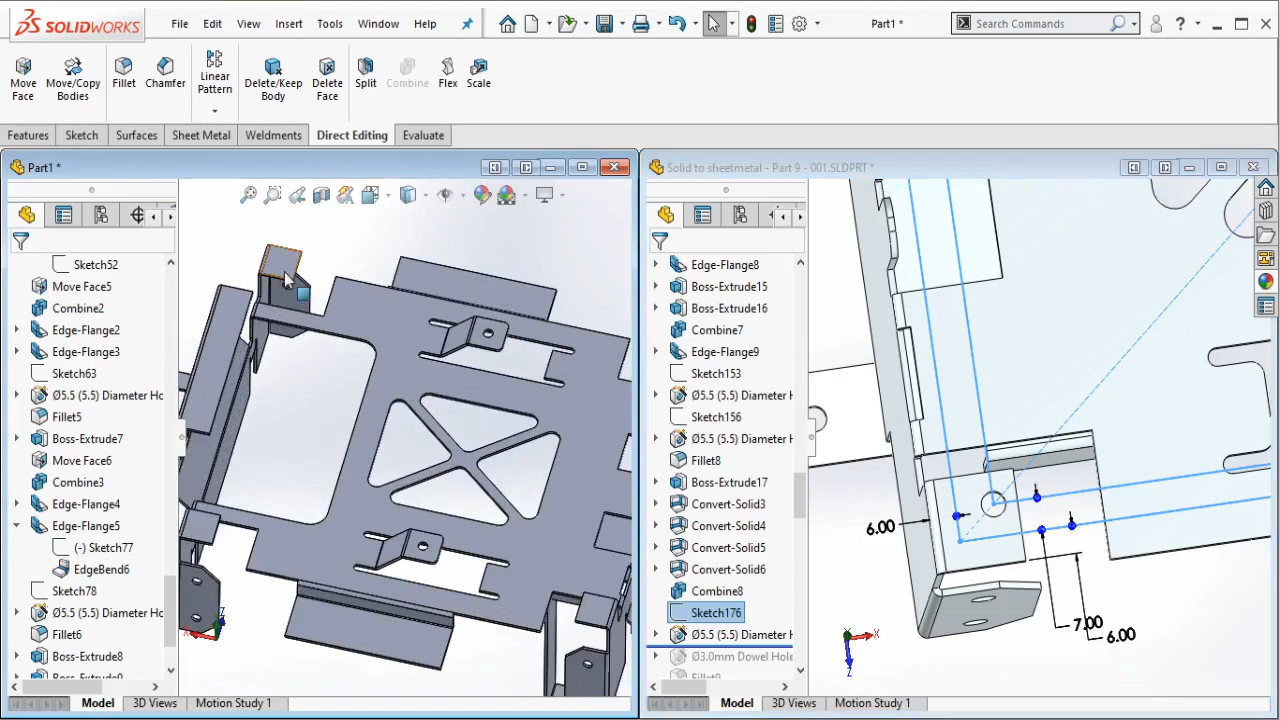 SOLIDWORKS File Edit View Insert Tools Window Help Part1 * Search Commands ?
Move Face Move/Copy Bodies Fillet Chamfer Linear Pattern Delete/Keep Body Delete Face Split Combine Flex Scale
Features Sketch Surfaces Sheet Metal Weldments Direct Editing Evaluate
Part1 *
Sketch52
Move Face5
Combine2
Edge-Flange2
Edge-Flange3
Sketch63
Ø5.5 (5.5) Diameter Ho
Fillet5
Boss-Extrude7
Move Face6
Combine3
Edge-Flange4
Edge-Flange5
(-) Sketch77
EdgeBend6
Sketch78
Ø5.5 (5.5) Diameter Ho
Fillet6
Boss-Extrude8
Boss-Extrude9
Z
X
Model 3D Views Motion Study 1
Solid to sheetmetal - Part 9 - 001.SLDPRT *
Edge-Flange8
Boss-Extrude15
Boss-Extrude16
Combine7
Edge-Flange9
Sketch153
Ø5.5 (5.5) Diameter H
Sketch156
Ø5.5 (5.5) Diameter H
Fillet8
Boss-Extrude17
Convert-Solid3
Convert-Solid4
Convert-Solid5
Convert-Solid6
Combine8
Sketch176
Ø5.5 (5.5) Diameter H
Ø3.0mm Dowel Hole
Fillet9
6.00
7.00
6.00
Y
X
Z
Model 3D Views Motion Study 1